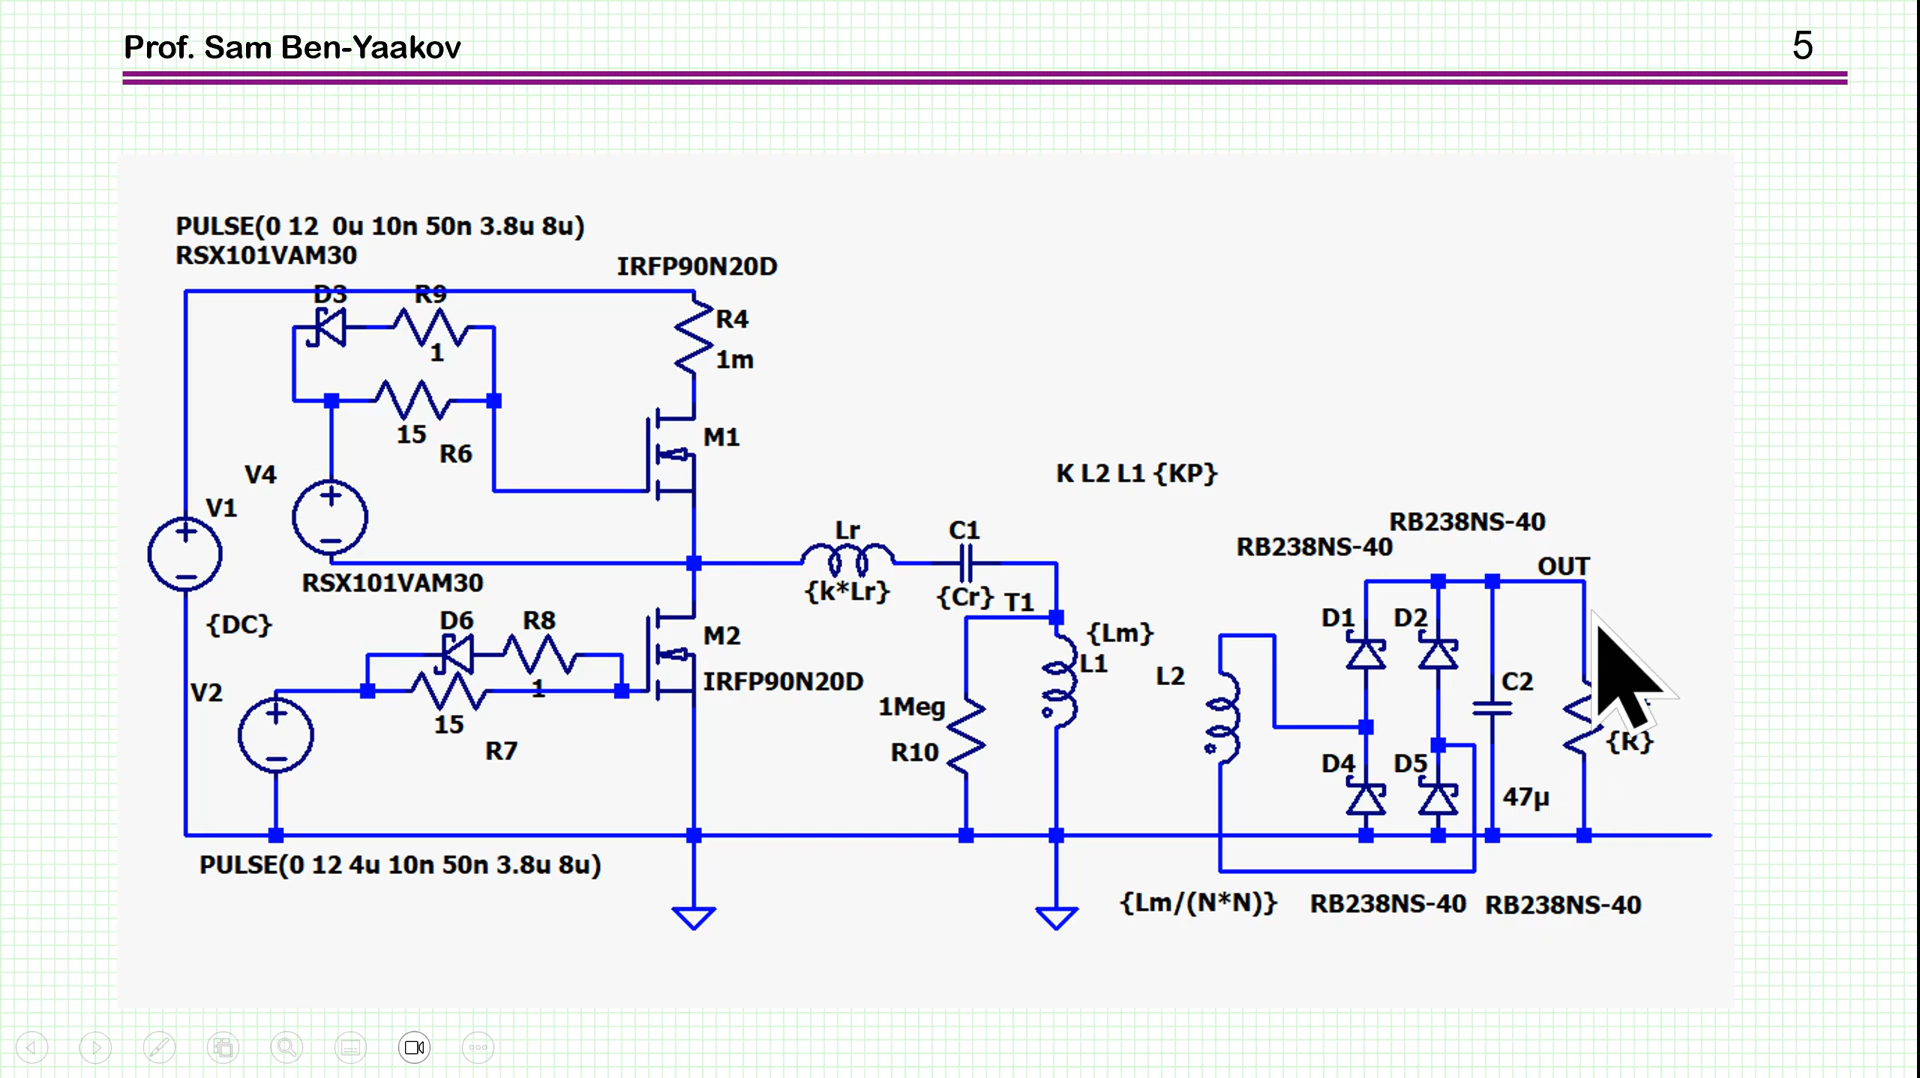 Prof. Sam Ben-Yaakov
5
PULSE(0 12 0u 10n 50n 3.8u 8u)
RSX101VAM30
IRFP90N20D
D3
R9
1
R4
1m
15
R6
M1
V4
V1
K L2 L1 {KP}
RB238NS-40
RB238NS-40
OUT
Lr
C1
{k*Lr}
{Cr}
T1
RSX101VAM30
{DC}
D6
R8
M2
{Lm}
L1
D1
D2
V2
1
IRFP90N20D
L2
C2
15
R7
1Meg
R10
D4
D5
47µ
PULSE(0 12 4u 10n 50n 3.8u 8u)
{Lm/(N*N)}
RB238NS-40
RB238NS-40